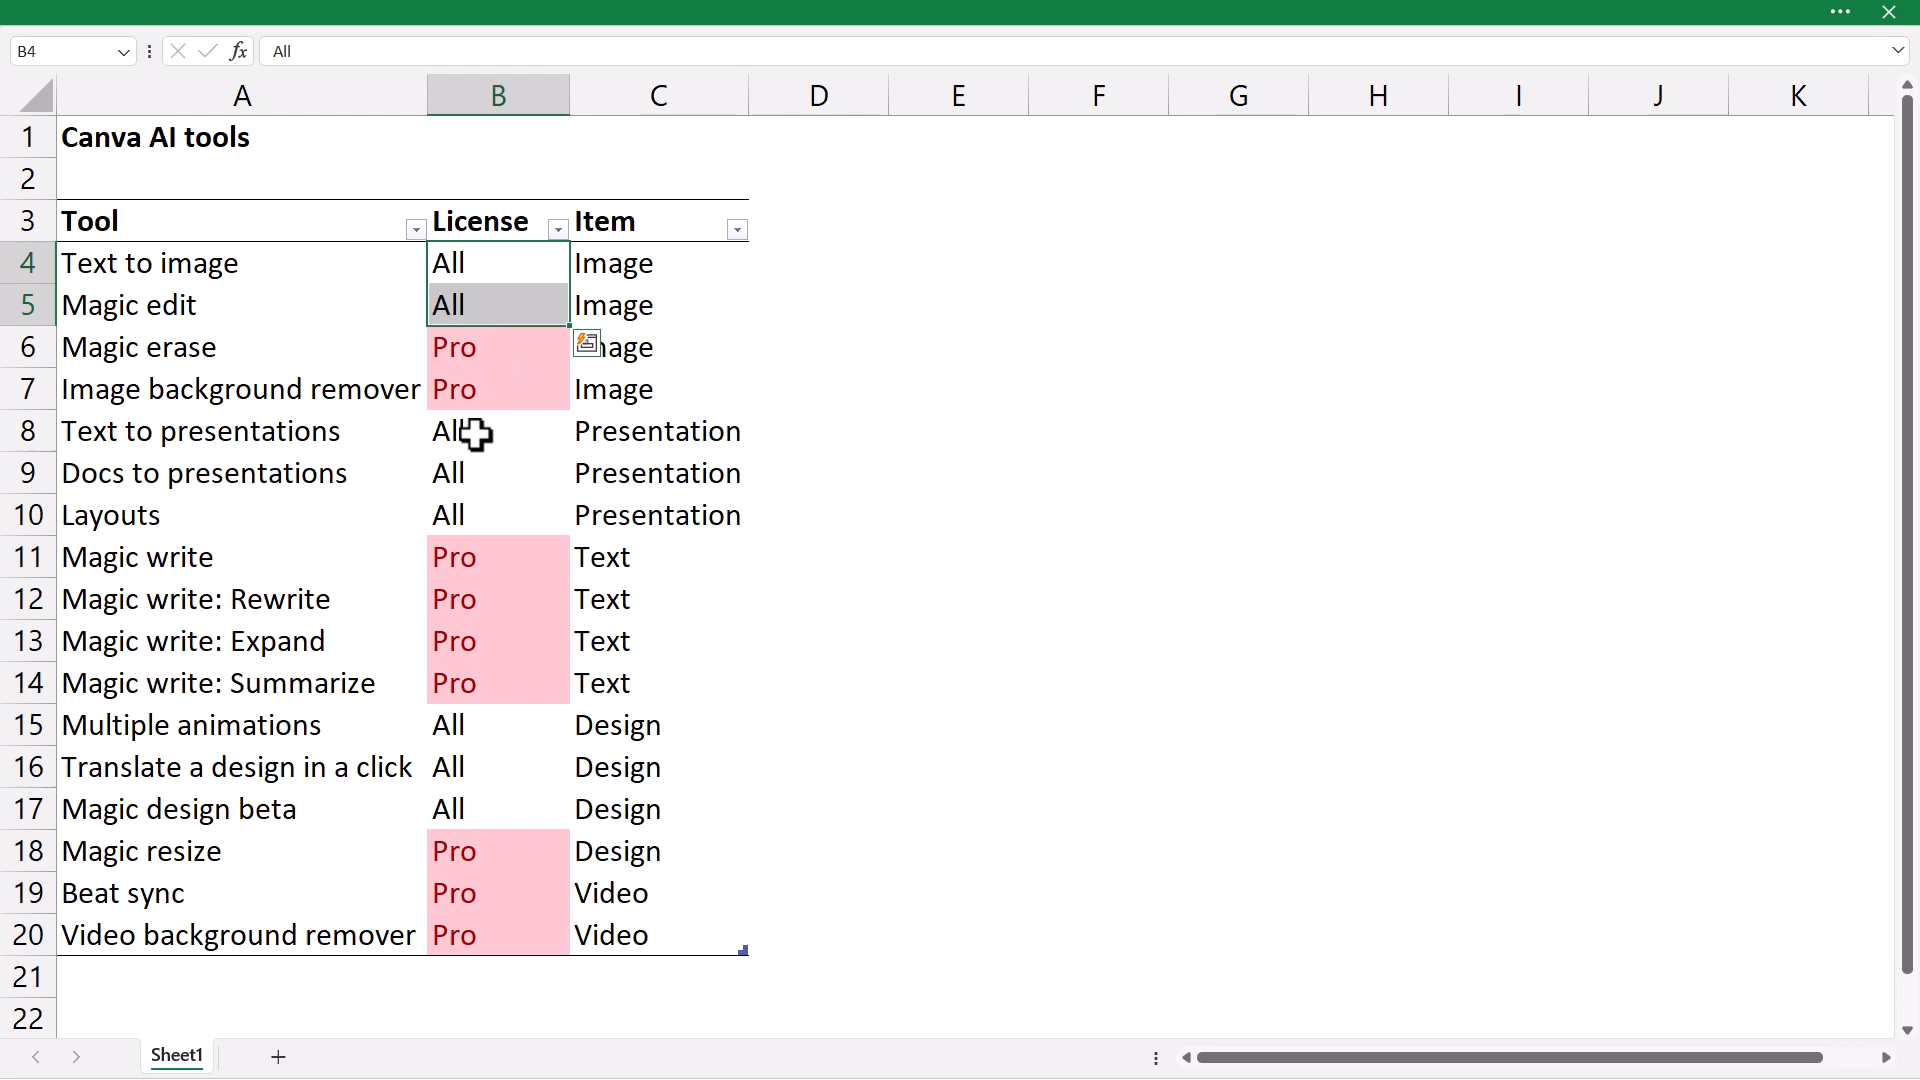 B4 fx All
A B C D E F G H I J K
1 Canva AI tools
2
3 Tool License Item
4 Text to image All Image
5 Magic edit All Image
6 Magic erase Pro mage
7 Image background remover Pro Image
8 Text to presentations All Presentation
9 Docs to presentations All Presentation
10 Layouts All Presentation
11 Magic write Pro Text
12 Magic write: Rewrite Pro Text
13 Magic write: Expand Pro Text
14 Magic write: Summarize Pro Text
15 Multiple animations All Design
16 Translate a design in a click All Design
17 Magic design beta All Design
18 Magic resize Pro Design
19 Beat sync Pro Video
20 Video background remover Pro Video
21
22
Sheet1